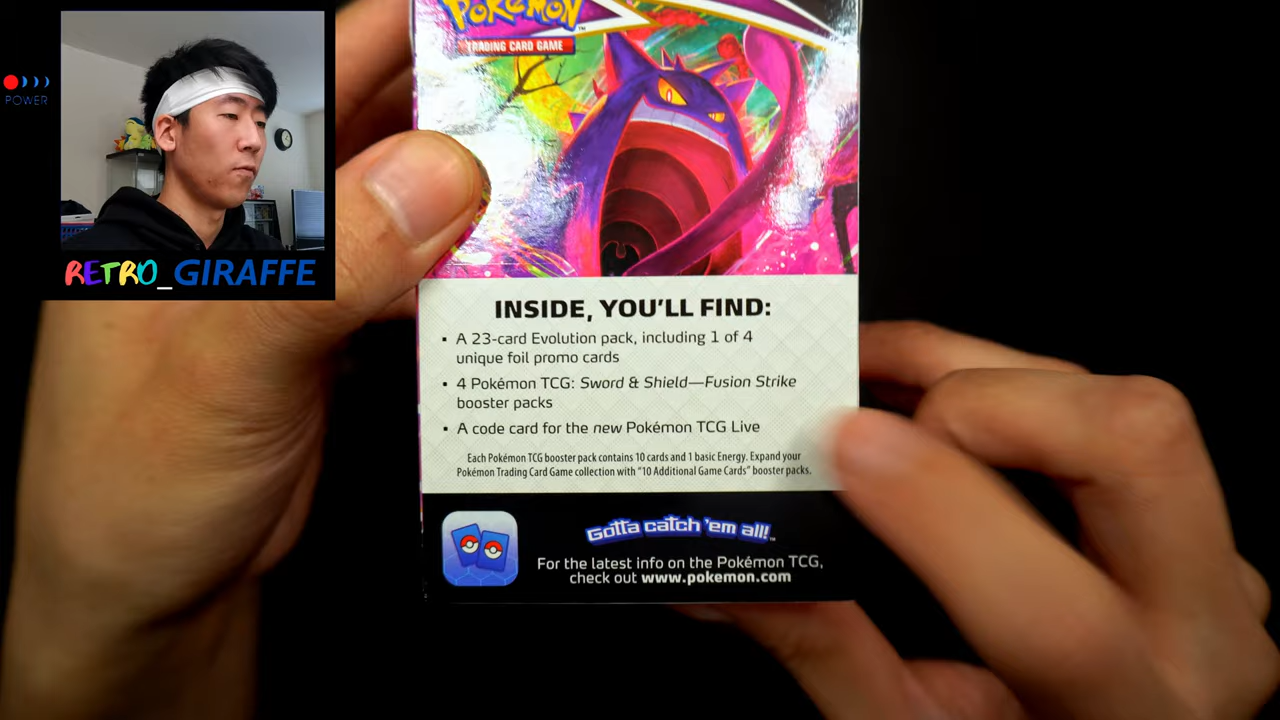 POWER
RETRO_GIRAFFE
POKéMON
TRADING CARD GAME
INSIDE, YOU'LL FIND:
▪ A 23-card Evolution pack, including 1 of 4
unique foil promo cards
▪ 4 Pokémon TCG: Sword & Shield—Fusion Strike
booster packs
▪ A code card for the new Pokémon TCG Live
Each Pokémon TCG booster pack contains 10 cards and 1 basic Energy. Expand your
Pokémon Trading Card Game collection with "10 Additional Game Cards" booster packs.
Gotta catch 'em all!™
For the latest info on the Pokémon TCG,
check out www.pokemon.com